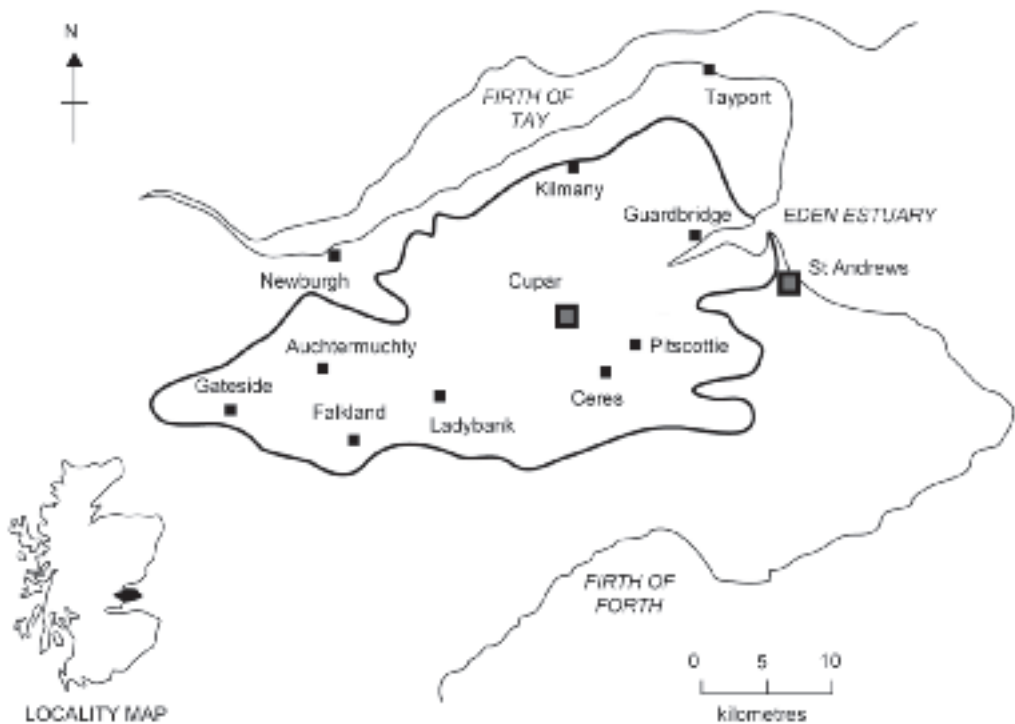 N
FIRTH OF
TAY
Tayport
Kilmany
Guardbridge
EDEN ESTUARY
Newburgh
St Andrews
Cupar
Auchtermuchty
Pitscottie
Gateside
Ceres
Falkland
Ladybank
FIRTH OF
FORTH
0 5 10
kilometres
LOCALITY MAP